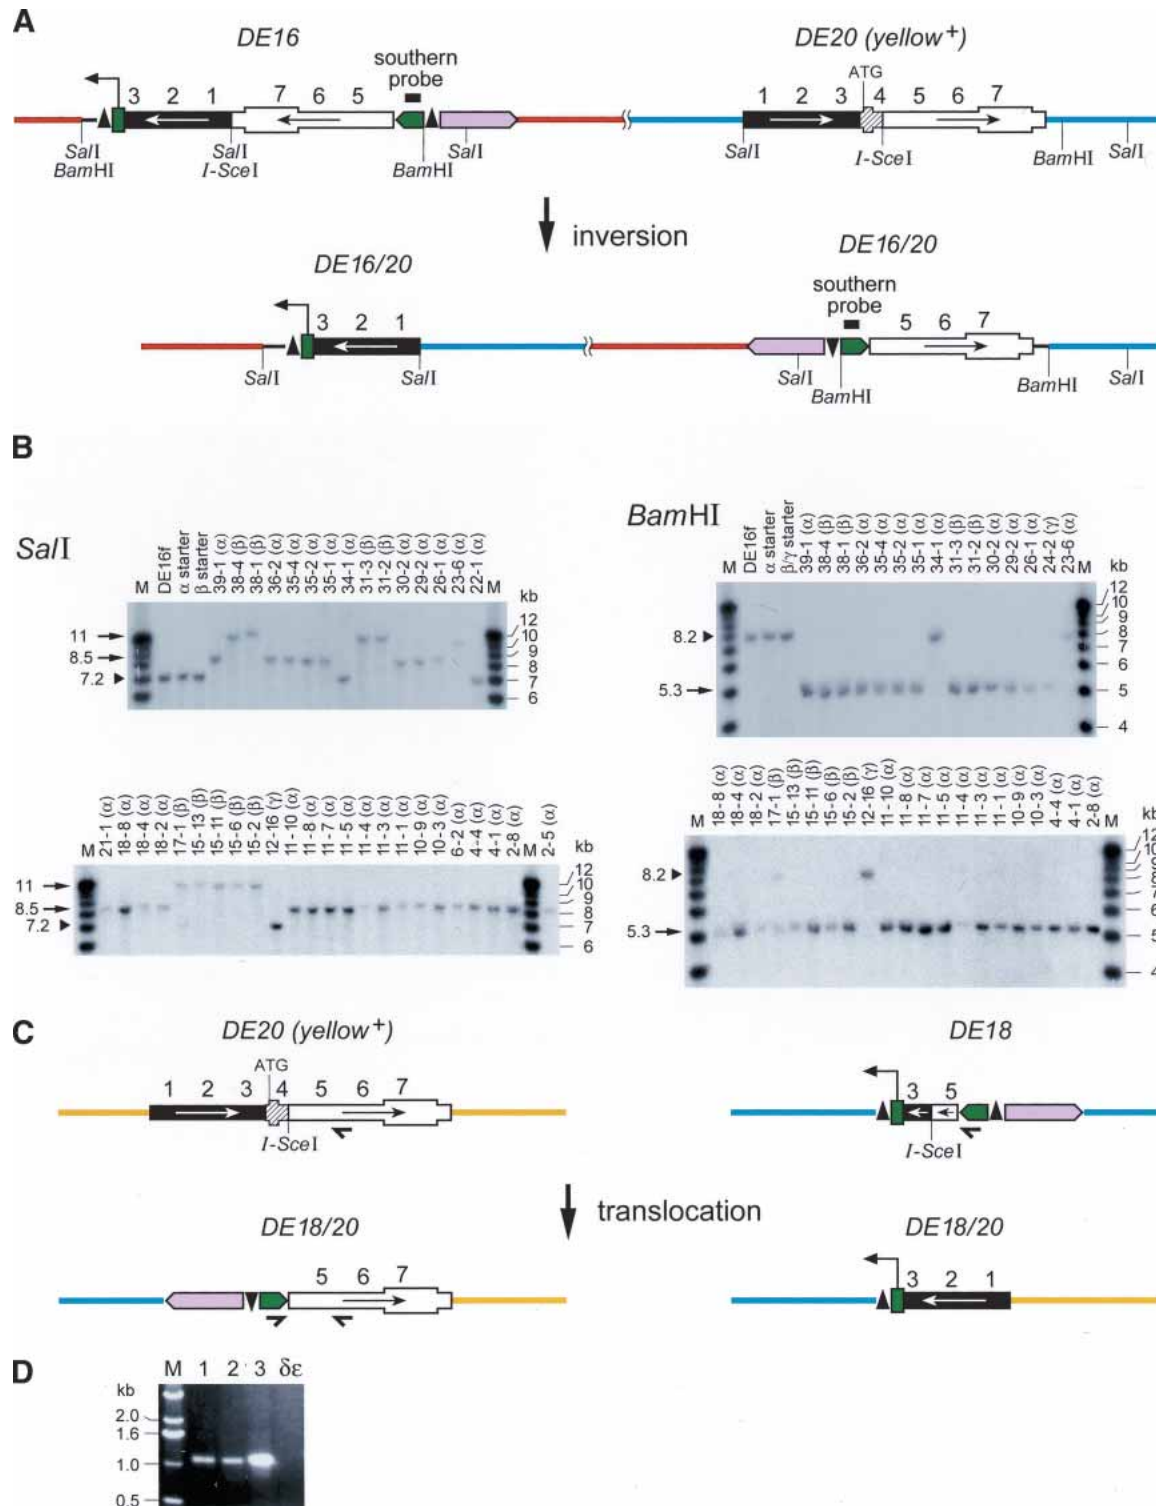 A
DE16
DE20 (yellow+)
southern
probe
ATG
3 2 1 7 6 5
1 2 3 4 5 6 7
SalI
BamHI
SalI
I-SceI
BamHI
SalI
SalI
I-SceI
BamHI
SalI
inversion
DE16/20
DE16/20
southern
probe
3 2 1
5 6 7
SalI
SalI
SalI
BamHI
BamHI
SalI
B
SalI
M DE16f α starter β starter 39-1 (α) 38-4 (β) 38-1 (β) 36-2 (α) 35-4 (α) 35-2 (α) 35-1 (α) 34-1 (α) 31-3 (β) 31-2 (β) 30-2 (α) 29-2 (α) 26-1 (α) 23-6 (α) 22-1 (α) M
kb
11
8.5
7.2
12
10
9
8
7
6
BamHI
M DE16f α starter β/γ starter 39-1 (α) 38-4 (β) 38-1 (β) 36-2 (α) 35-4 (α) 35-2 (α) 35-1 (α) 34-1 (α) 31-3 (β) 31-2 (β) 30-2 (α) 29-2 (α) 26-1 (α) 24-2 (γ) 23-6 (α) M
kb
8.2
5.3
12
10
9
8
7
6
5
4
M 21-1 (α) 18-8 (α) 18-4 (α) 18-2 (α) 17-1 (β) 15-13 (β) 15-11 (β) 15-6 (β) 15-2 (β) 12-16 (γ) 11-10 (α) 11-8 (α) 11-7 (α) 11-5 (α) 11-4 (α) 11-3 (α) 11-1 (α) 10-9 (α) 10-3 (α) 6-2 (α) 4-4 (α) 4-1 (α) 2-8 (α) M 2-5 (α)
kb
11
8.5
7.2
12
10
9
8
7
6
M 18-8 (α) 18-4 (α) 18-2 (α) 17-1 (β) 15-13 (β) 15-11 (β) 15-6 (β) 15-2 (β) 12-16 (γ) 11-10 (α) 11-8 (α) 11-7 (α) 11-5 (α) 11-4 (α) 11-3 (α) 11-1 (α) 10-9 (α) 10-3 (α) 4-4 (α) 4-1 (α) 2-8 (α) M
kb
8.2
5.3
12
10
9
8
7
6
5
4
C
DE20 (yellow+)
DE18
ATG
1 2 3 4 5 6 7
3 5
I-SceI
I-SceI
translocation
DE18/20
DE18/20
5 6 7
3 2 1
D
M 1 2 3 δε
kb
2.0
1.6
1.0
0.5